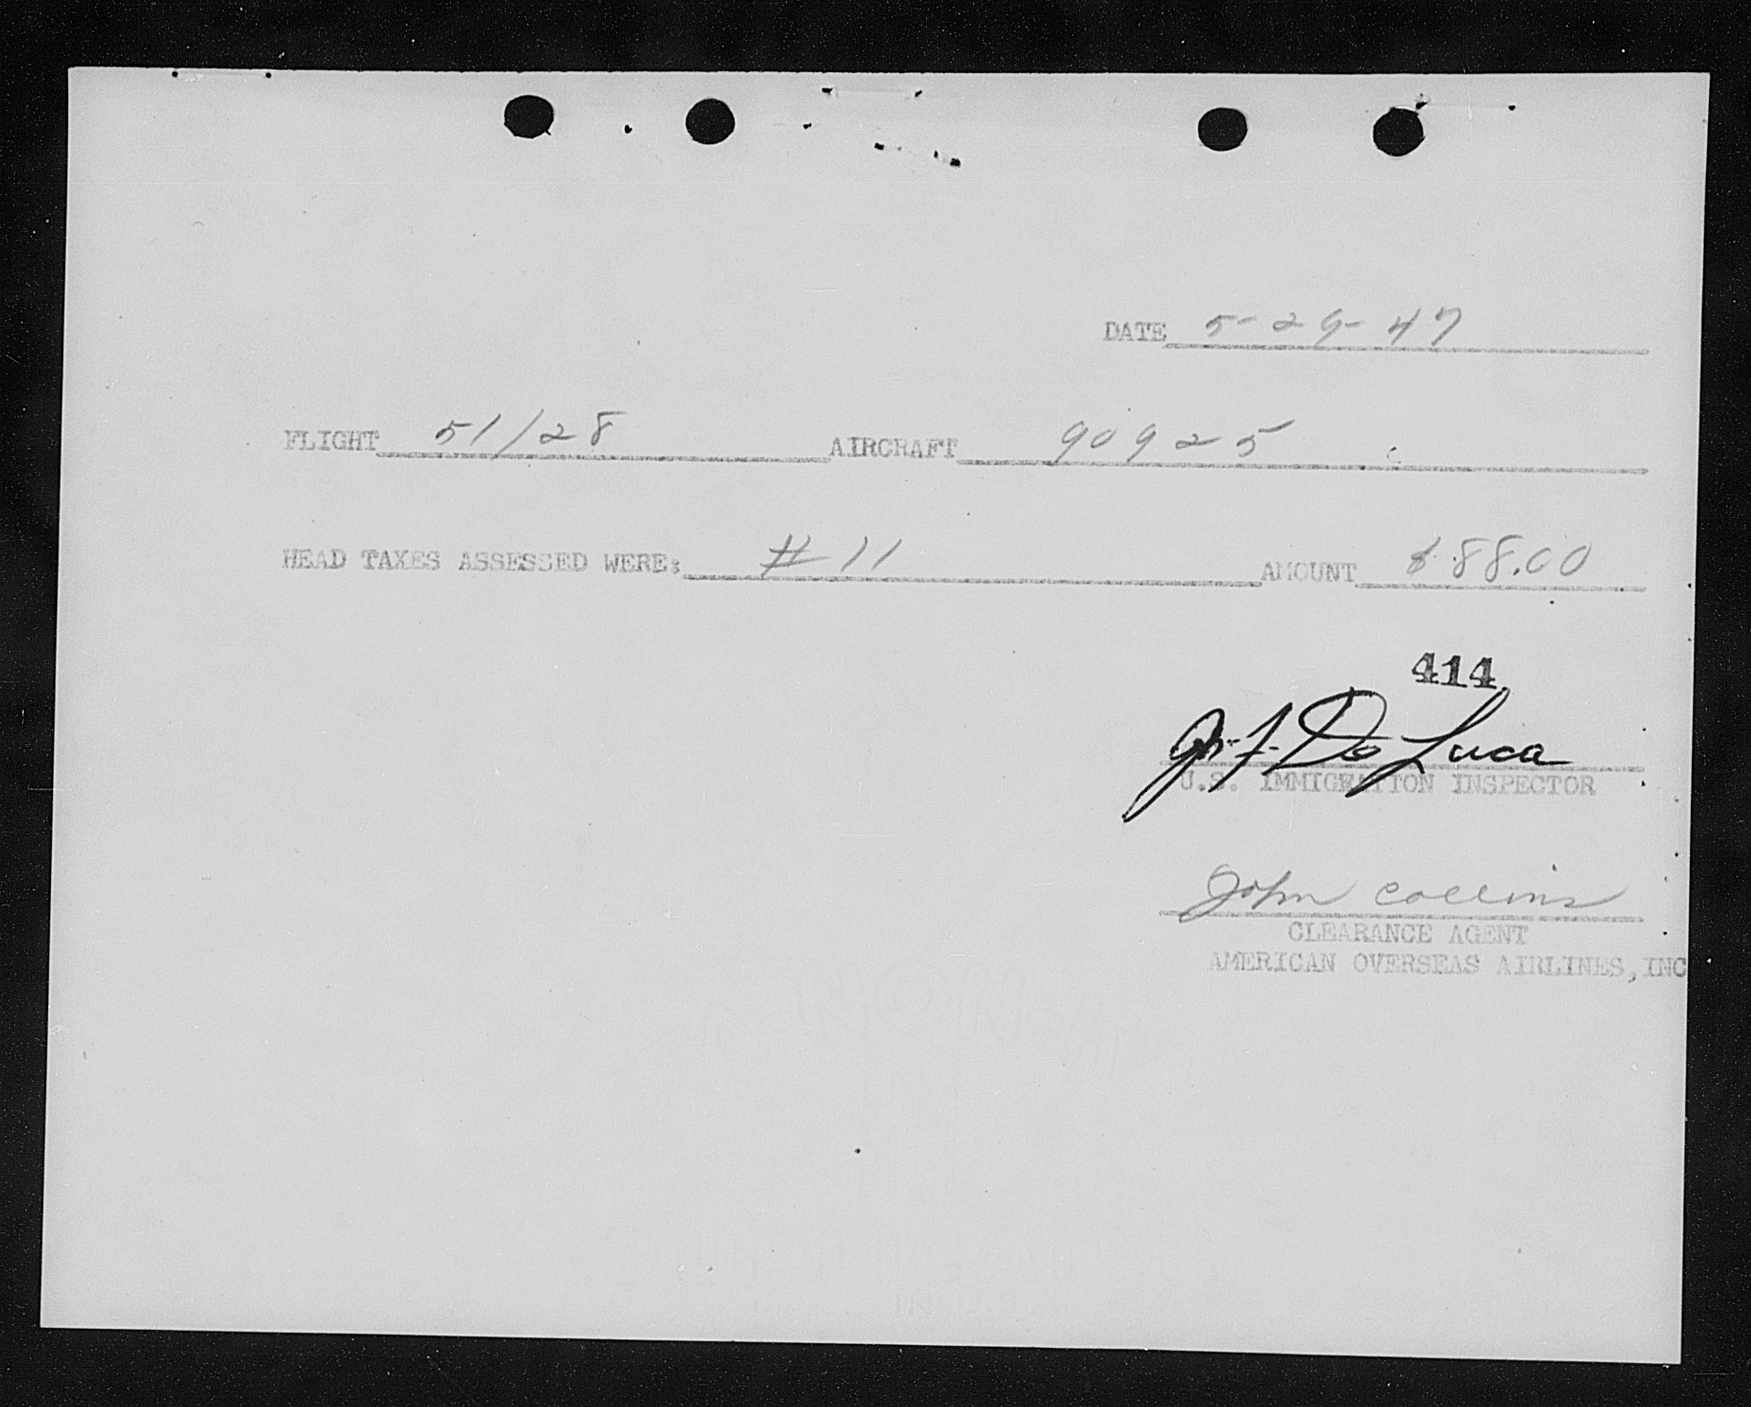 DATE 5-29-47
FLIGHT 51/28 AIRCRAFT 90925
HEAD TAXES ASSESSED WERE: # 11 AMOUNT $ 88.00
414
J. F. De Luca
U.S. IMMIGRATION INSPECTOR
John Collins
CLEARANCE AGENT
AMERICAN OVERSEAS AIRLINES, INC